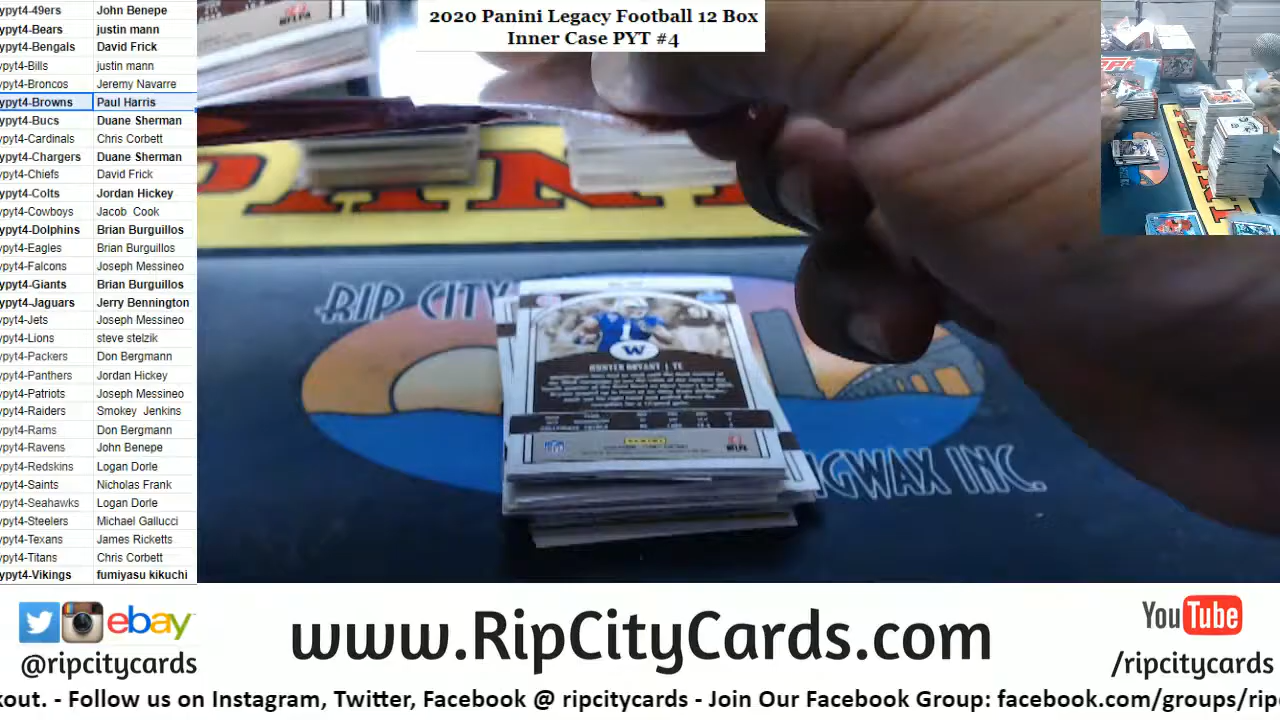 2020 Panini Legacy Football 12 Box
Inner Case PYT #4
ypyt4-49ers John Benepe
ypyt4-Bears justin mann
ypyt4-Bengals David Frick
ypyt4-Bills justin mann
ypyt4-Broncos Jeremy Navarre
ypyt4-Browns Paul Harris
ypyt4-Bucs Duane Sherman
ypyt4-Cardinals Chris Corbett
ypyt4-Chargers Duane Sherman
ypyt4-Chiefs David Frick
ypyt4-Colts Jordan Hickey
ypyt4-Cowboys Jacob Cook
ypyt4-Dolphins Brian Burguillos
ypyt4-Eagles Brian Burguillos
ypyt4-Falcons Joseph Messineo
ypyt4-Giants Brian Burguillos
ypyt4-Jaguars Jerry Bennington
ypyt4-Jets Joseph Messineo
ypyt4-Lions steve stelzik
ypyt4-Packers Don Bergmann
ypyt4-Panthers Jordan Hickey
ypyt4-Patriots Joseph Messineo
ypyt4-Raiders Smokey Jenkins
ypyt4-Rams Don Bergmann
ypyt4-Ravens John Benepe
ypyt4-Redskins Logan Dorle
ypyt4-Saints Nicholas Frank
ypyt4-Seahawks Logan Dorle
ypyt4-Steelers Michael Gallucci
ypyt4-Texans James Ricketts
ypyt4-Titans Chris Corbett
ypyt4-Vikings fumiyasu kikuchi
RIP CITY
W
HUNTER BRYANT | TE
PANINI
NFL
NFLPA
GWAX INC.
ebay
@ripcitycards
www.RipCityCards.com
YouTube
/ripcitycards
kout. - Follow us on Instagram, Twitter, Facebook @ ripcitycards - Join Our Facebook Group: facebook.com/groups/rip